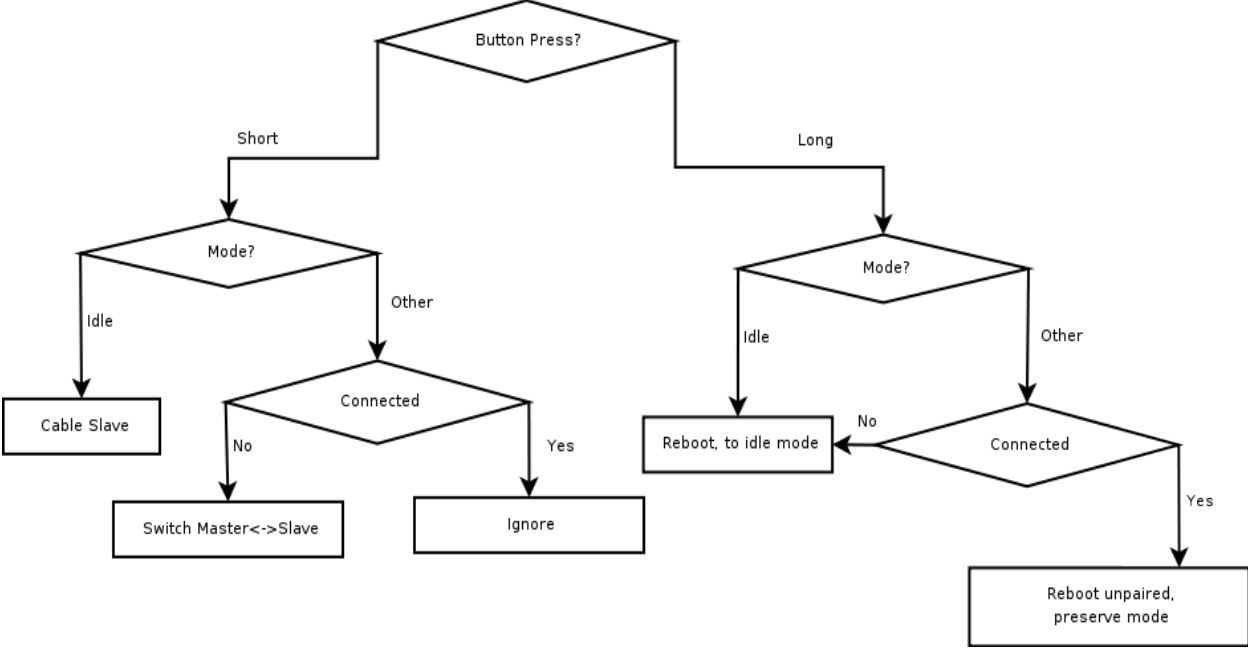 Button Press?
Short
Long
Mode?
Mode?
Idle
Other
Idle
Other
Connected
Cable Slave
No
Yes
No
Reboot, to idle mode
Connected
Switch Master<->Slave
Ignore
Yes
Reboot unpaired,
preserve mode